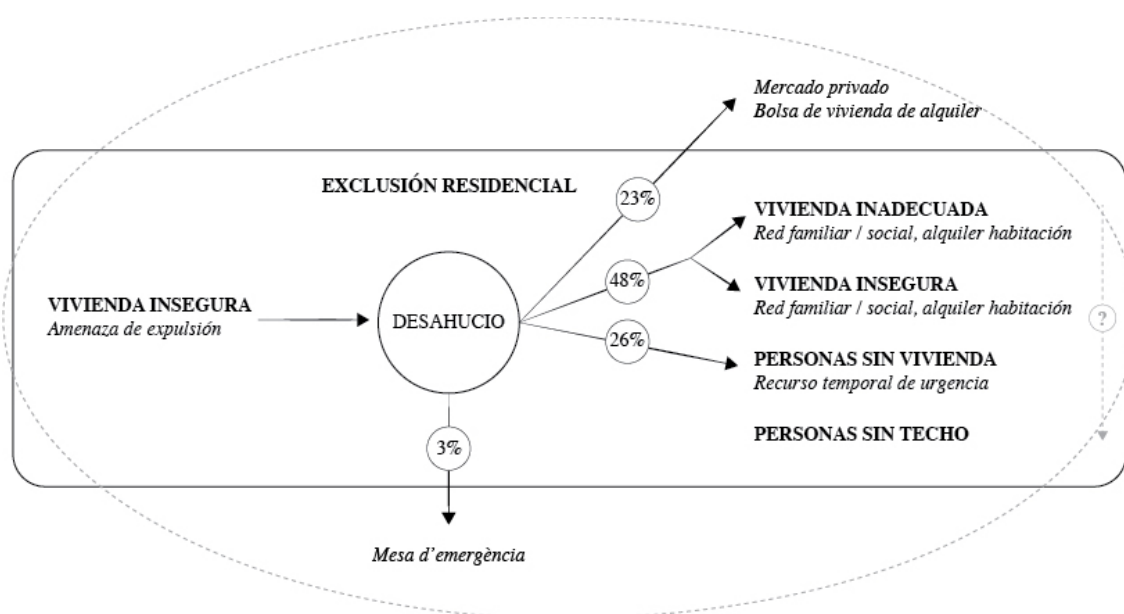 Mercado privado
Bolsa de vivienda de alquiler
EXCLUSIÓN RESIDENCIAL
23%
VIVIENDA INADECUADA
Red familiar / social, alquiler habitación
48%
VIVIENDA INSEGURA
Red familiar / social, alquiler habitación
VIVIENDA INSEGURA
Amenaza de expulsión
DESAHUCIO
?
26%
PERSONAS SIN VIVIENDA
Recurso temporal de urgencia
PERSONAS SIN TECHO
3%
Mesa d'emergència